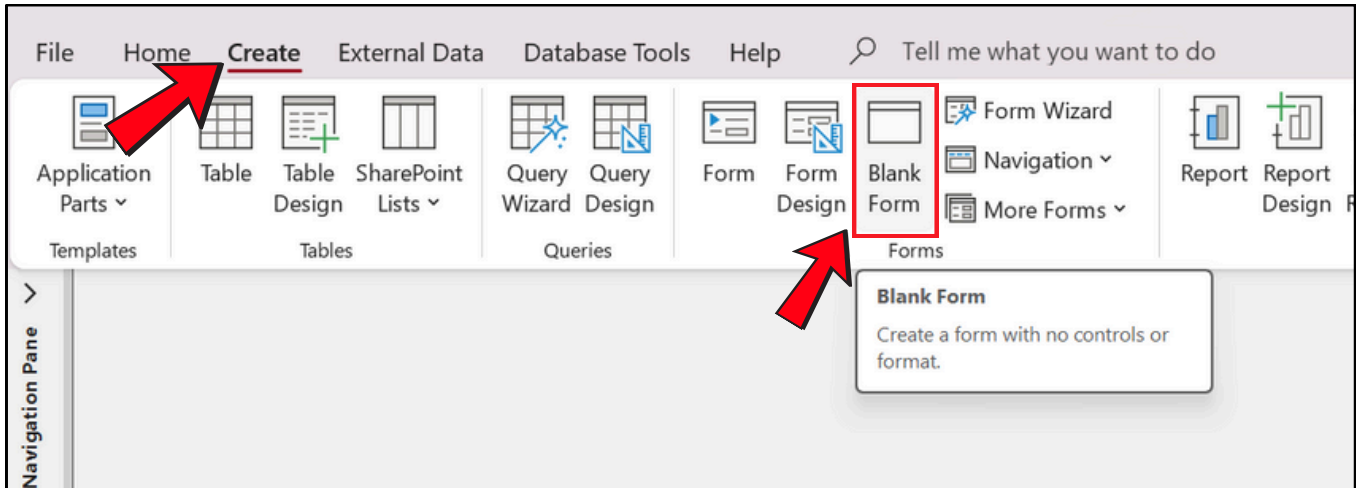 File Home Create External Data Database Tools Help Tell me what you want to do
Application Parts
Table
Table Design
SharePoint Lists
Query Wizard
Query Design
Form
Form Design
Blank Form
Form Wizard
Navigation
More Forms
Report
Report Design
Templates Tables Queries Forms
Blank Form
Create a form with no controls or
format.
Navigation Pane